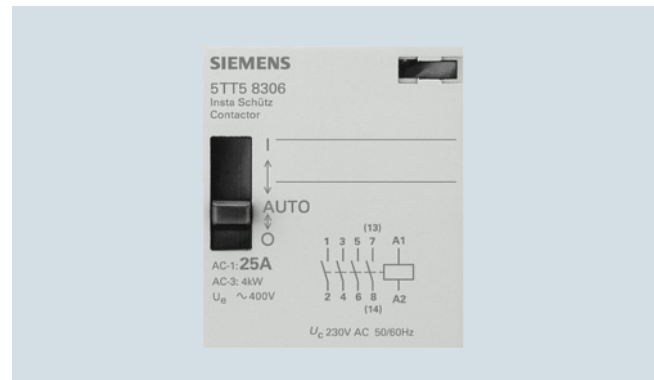 SIEMENS
5TT5 8306
Insta Schütz
Contactor
I
AUTO
O
AC-1: 25A
AC-3: 4kW
Ue ~400V
(13)
1 3 5 7 A1
2 4 6 8 A2
(14)
Uc 230V AC 50/60Hz